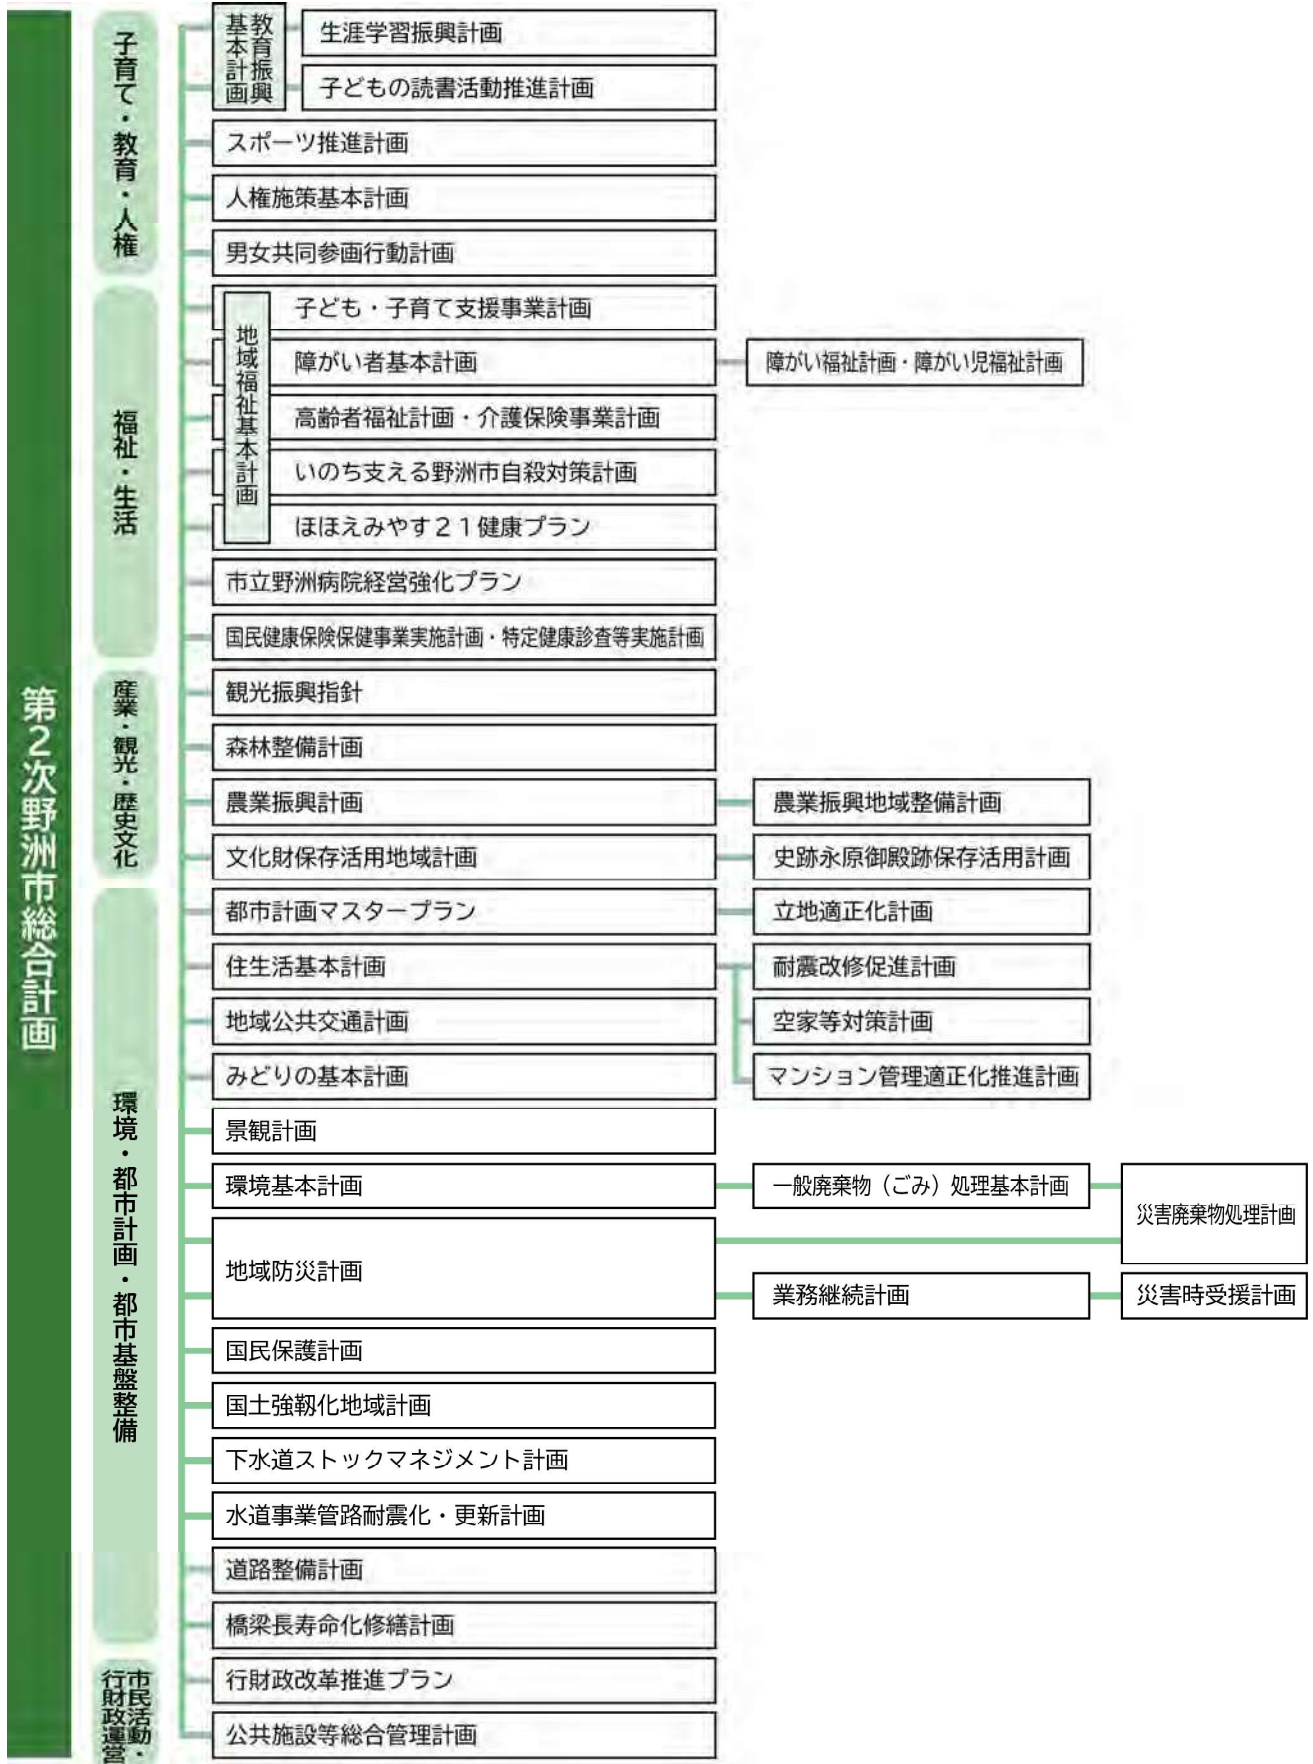 第2次野洲市総合計画
子育て・教育・人権
教育振興
基本計画
生涯学習振興計画
子どもの読書活動推進計画
スポーツ推進計画
人権施策基本計画
男女共同参画行動計画
福祉・生活
地域福祉基本計画
子ども・子育て支援事業計画
障がい者基本計画
障がい福祉計画・障がい児福祉計画
高齢者福祉計画・介護保険事業計画
いのち支える野洲市自殺対策計画
ほほえみやす21健康プラン
市立野洲病院経営強化プラン
国民健康保険保健事業実施計画・特定健康診査等実施計画
産業・観光・歴史文化
観光振興指針
森林整備計画
農業振興計画
農業振興地域整備計画
文化財保存活用地域計画
史跡永原御殿跡保存活用計画
環境・都市計画・都市基盤整備
都市計画マスタープラン
立地適正化計画
住生活基本計画
耐震改修促進計画
地域公共交通計画
空家等対策計画
みどりの基本計画
マンション管理適正化推進計画
景観計画
環境基本計画
一般廃棄物（ごみ）処理基本計画
災害廃棄物処理計画
地域防災計画
業務継続計画
災害時受援計画
国民保護計画
国土強靱化地域計画
下水道ストックマネジメント計画
水道事業管路耐震化・更新計画
道路整備計画
橋梁長寿命化修繕計画
市民活動・
行財政運営
行財政改革推進プラン
公共施設等総合管理計画